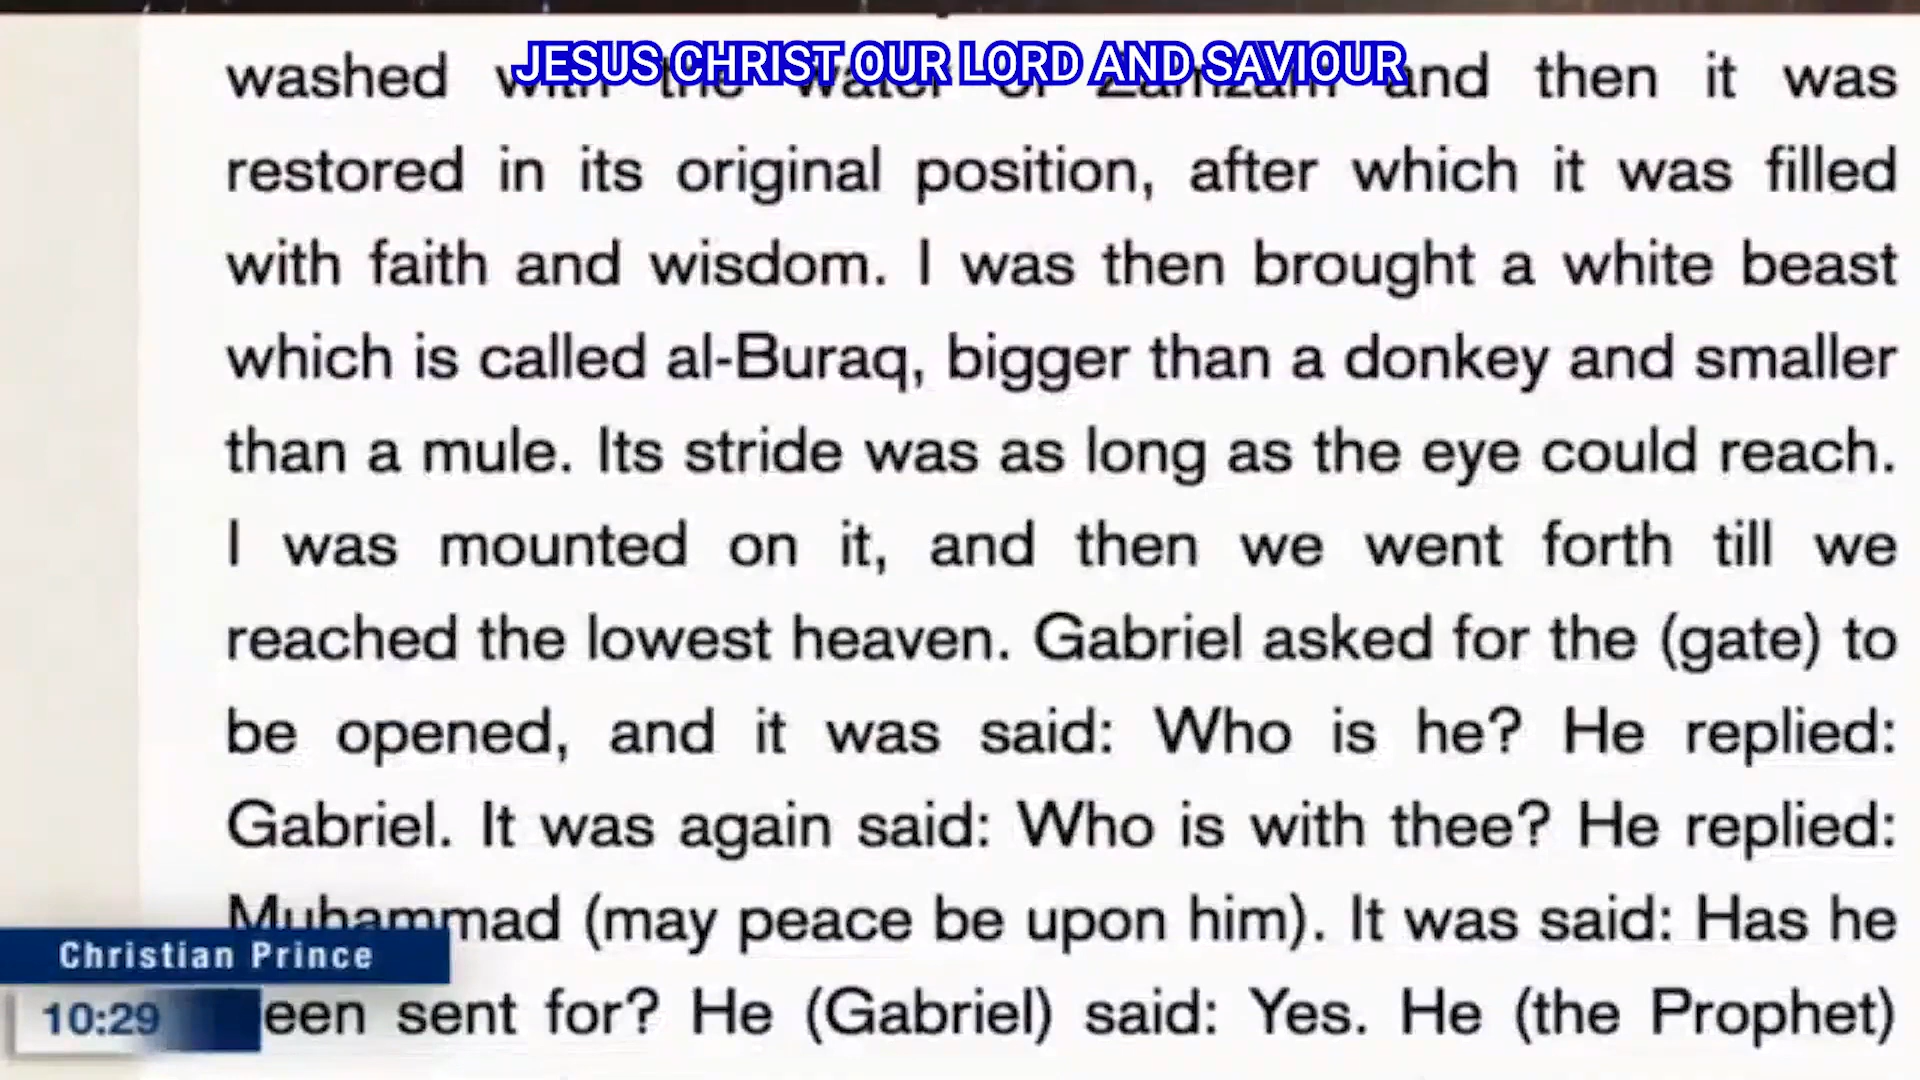 JESUS CHRIST OUR LORD AND SAVIOUR
washed with the water of Zamzam and then it was
restored in its original position, after which it was filled
with faith and wisdom. I was then brought a white beast
which is called al-Buraq, bigger than a donkey and smaller
than a mule. Its stride was as long as the eye could reach.
I was mounted on it, and then we went forth till we
reached the lowest heaven. Gabriel asked for the (gate) to
be opened, and it was said: Who is he? He replied:
Gabriel. It was again said: Who is with thee? He replied:
Muhammad (may peace be upon him). It was said: Has he
een sent for? He (Gabriel) said: Yes. He (the Prophet)
Christian Prince
10:29